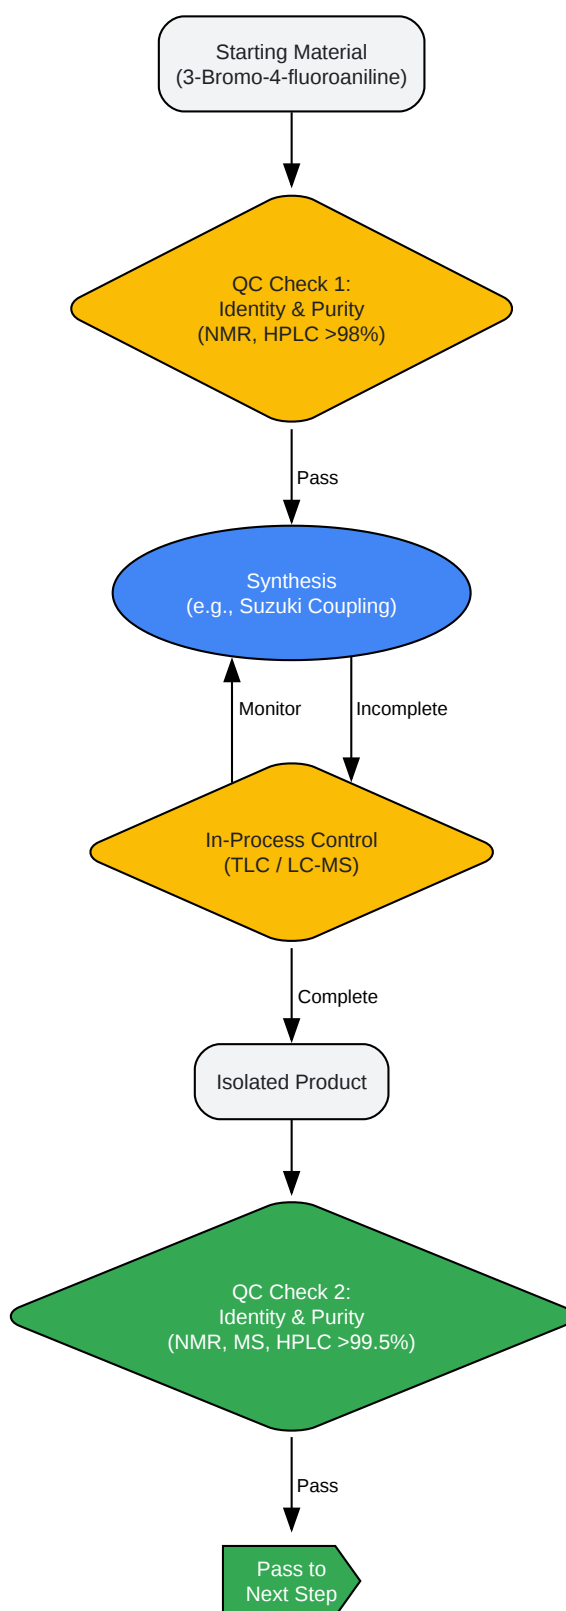 Starting Material
(3-Bromo-4-fluoroaniline)
QC Check 1:
Identity & Purity
(NMR, HPLC >98%)
Pass
Synthesis
(e.g., Suzuki Coupling)
Monitor
Incomplete
In-Process Control
(TLC / LC-MS)
Complete
Isolated Product
QC Check 2:
Identity & Purity
(NMR, MS, HPLC >99.5%)
Pass
Pass to
Next Step